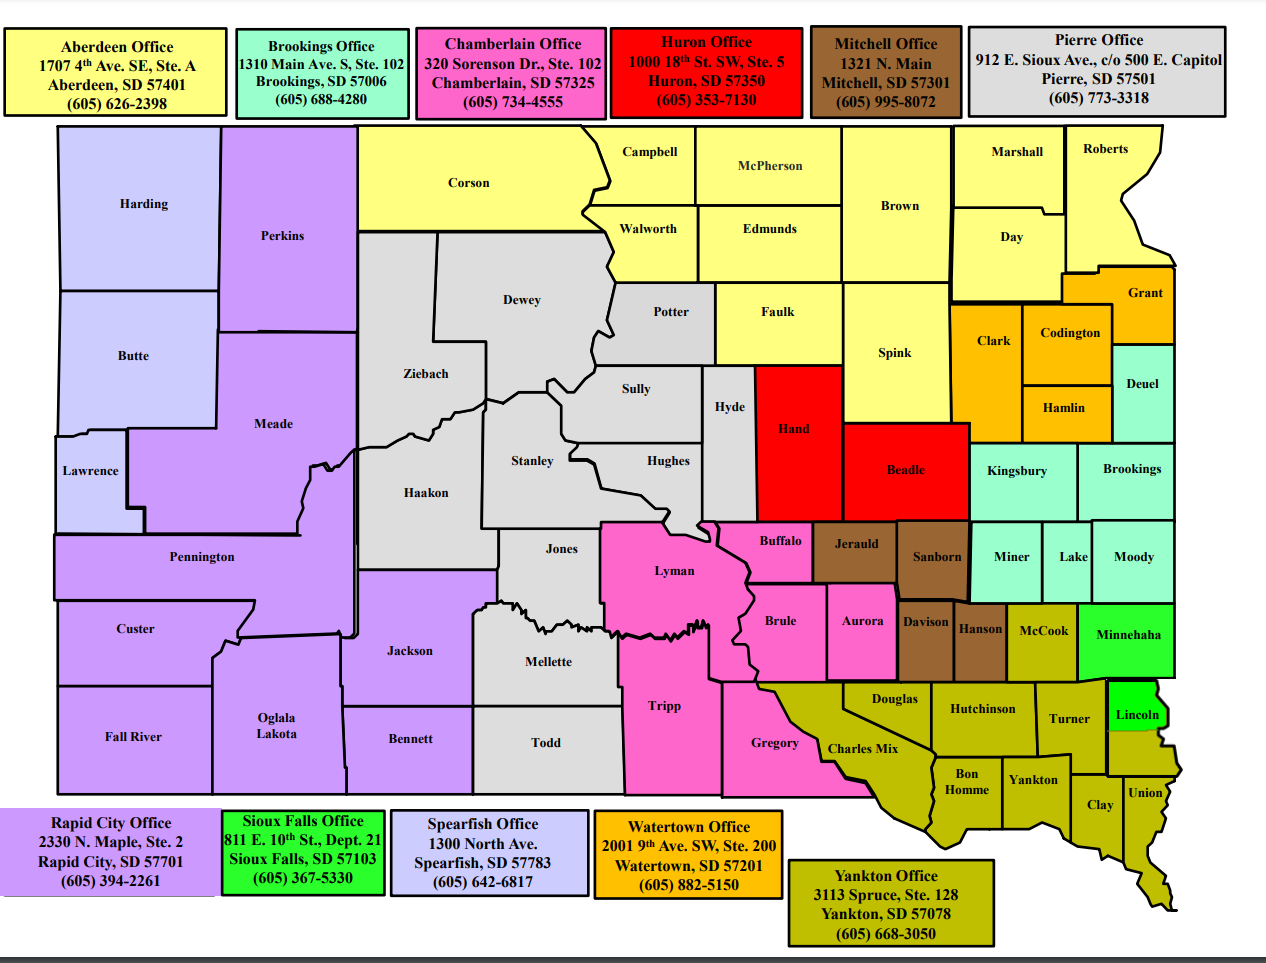 Aberdeen Office
1707 4th Ave. SE, Ste. A
Aberdeen, SD 57401
(605) 626-2398
Brookings Office
1310 Main Ave. S, Ste. 102
Brookings, SD 57006
(605) 688-4280
Chamberlain Office
320 Sorenson Dr., Ste. 102
Chamberlain, SD 57325
(605) 734-4555
Huron Office
1000 18th St. SW, Ste. 5
Huron, SD 57350
(605) 353-7130
Mitchell Office
1321 N. Main
Mitchell, SD 57301
(605) 995-8072
Pierre Office
912 E. Sioux Ave., c/o 500 E. Capitol
Pierre, SD 57501
(605) 773-3318
Harding
Perkins
Corson
Campbell
McPherson
Brown
Marshall
Roberts
Walworth
Edmunds
Day
Butte
Meade
Ziebach
Dewey
Potter
Faulk
Spink
Clark
Codington
Grant
Hamlin
Deuel
Lawrence
Haakon
Stanley
Sully
Hyde
Hughes
Hand
Beadle
Kingsbury
Brookings
Pennington
Jones
Lyman
Buffalo
Jerauld
Sanborn
Miner
Lake
Moody
Custer
Jackson
Mellette
Brule
Aurora
Davison
Hanson
McCook
Minnehaha
Fall River
Oglala
Lakota
Bennett
Todd
Tripp
Gregory
Charles Mix
Douglas
Hutchinson
Turner
Lincoln
Bon
Homme
Yankton
Clay
Union
Rapid City Office
2330 N. Maple, Ste. 2
Rapid City, SD 57701
(605) 394-2261
Sioux Falls Office
811 E. 10th St., Dept. 21
Sioux Falls, SD 57103
(605) 367-5330
Spearfish Office
1300 North Ave.
Spearfish, SD 57783
(605) 642-6817
Watertown Office
2001 9th Ave. SW, Ste. 200
Watertown, SD 57201
(605) 882-5150
Yankton Office
3113 Spruce, Ste. 128
Yankton, SD 57078
(605) 668-3050